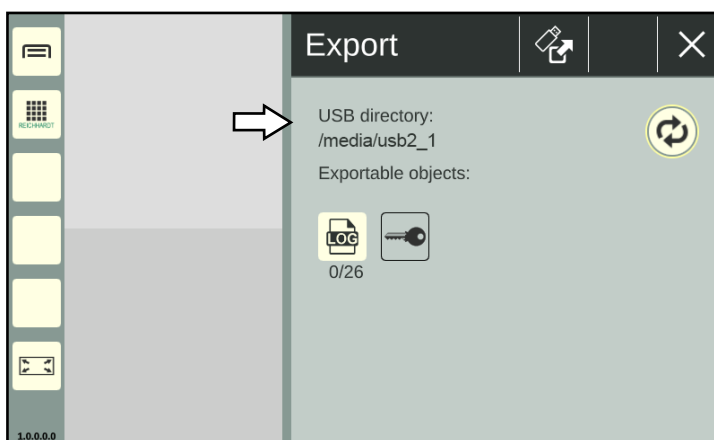 Export
REICHHARDT
USB directory:
/media/usb2_1
Exportable objects:
LOG
0/26
1.0.0.0.0